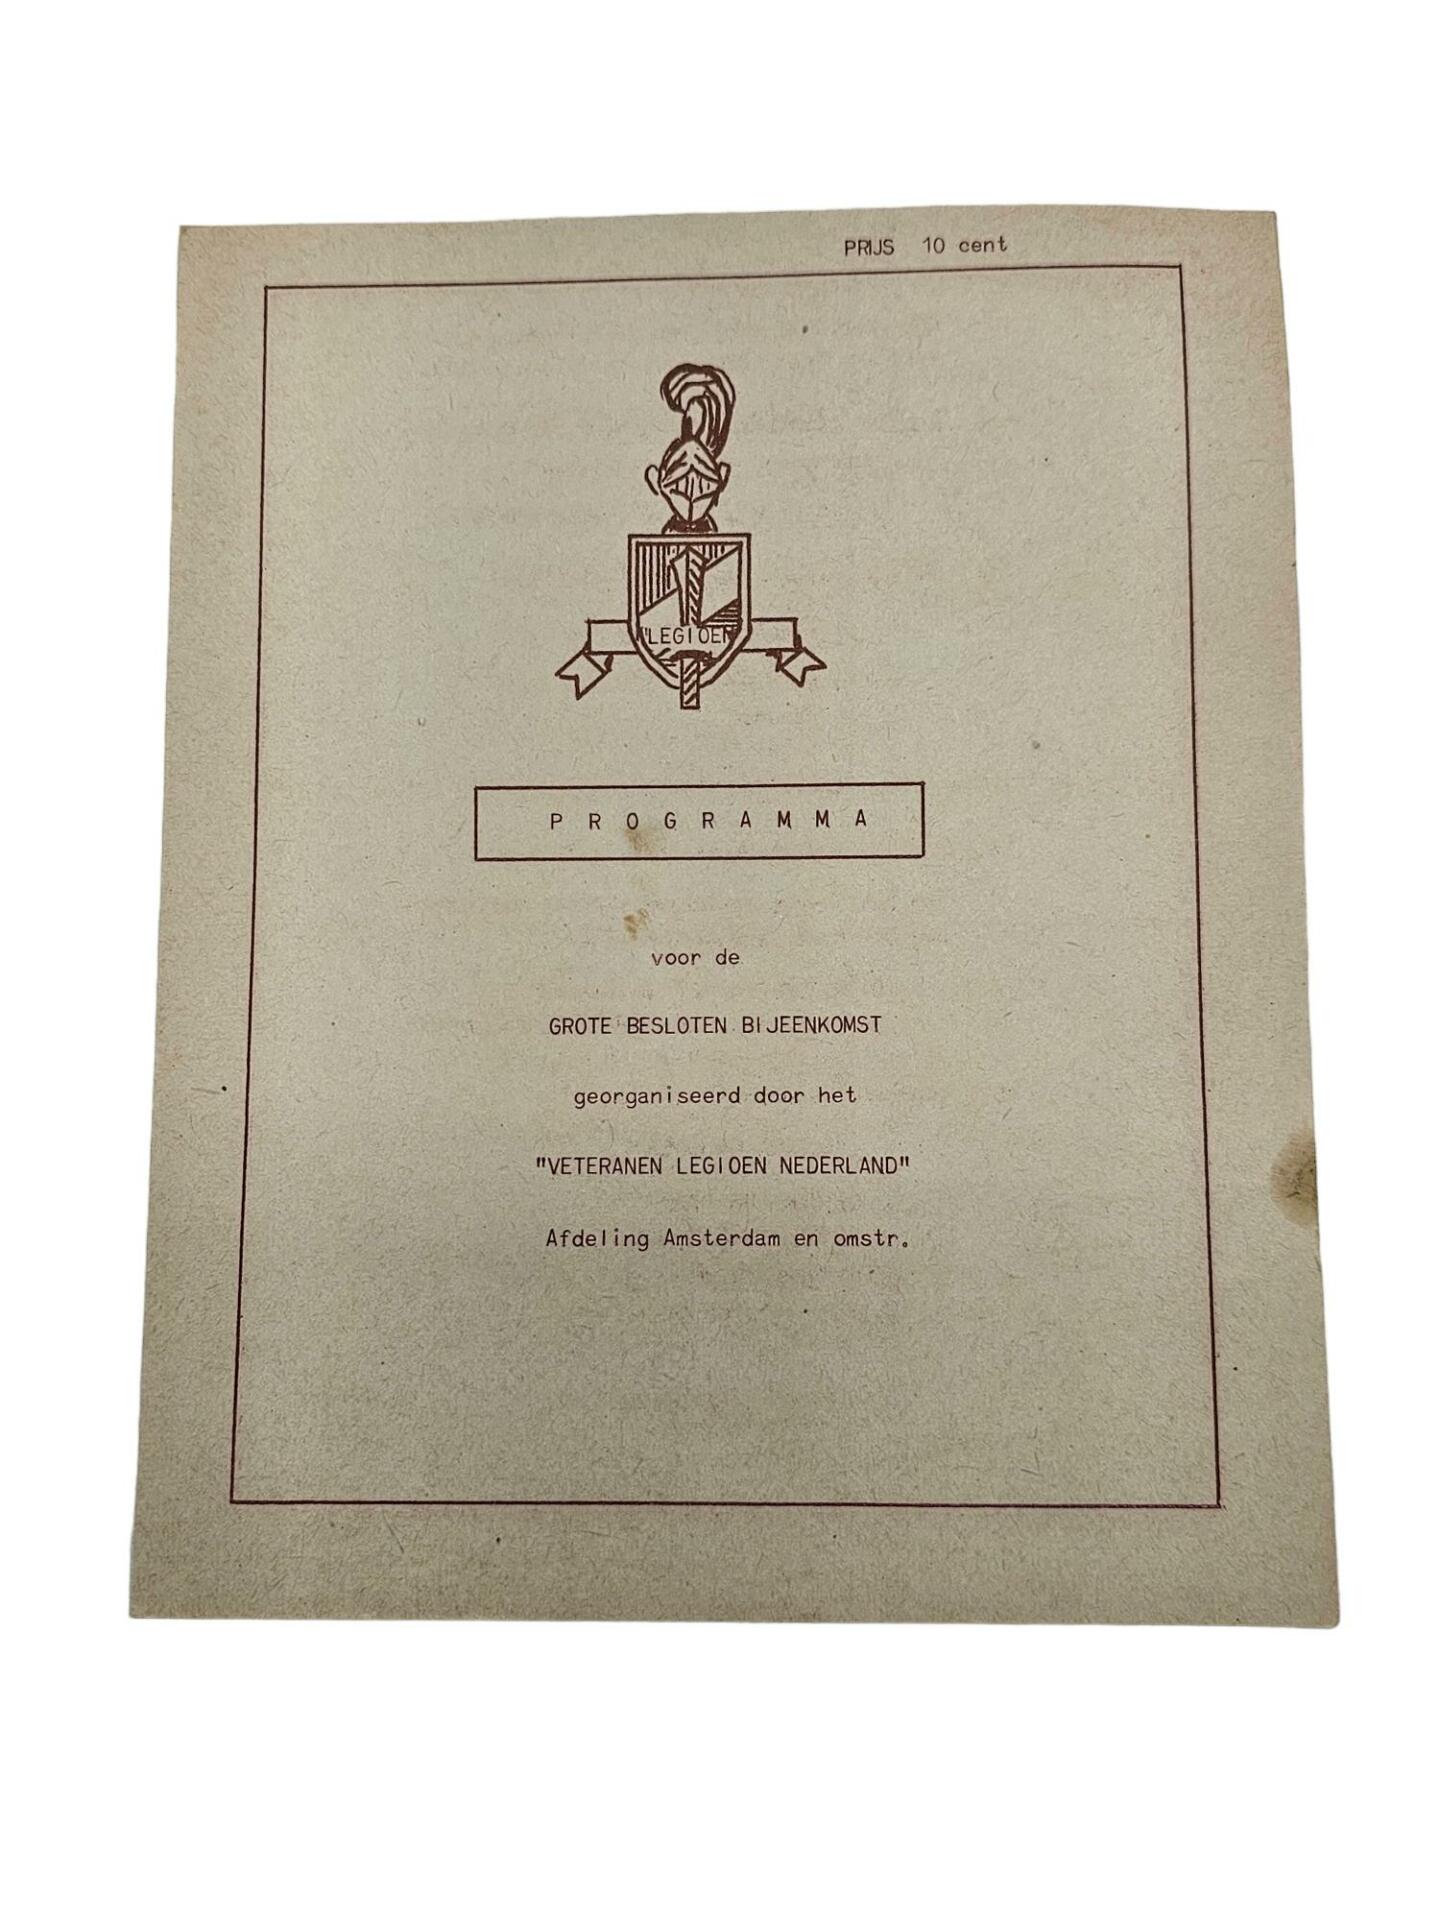 PRIJS 10 cent
"LEGIOEN
PROGRAMMA
voor de
GROTE BESLOTEN BIJEENKOMST
georganiseerd door het
"VETERANEN LEGIOEN NEDERLAND"
Afdeling Amsterdam en omstr.